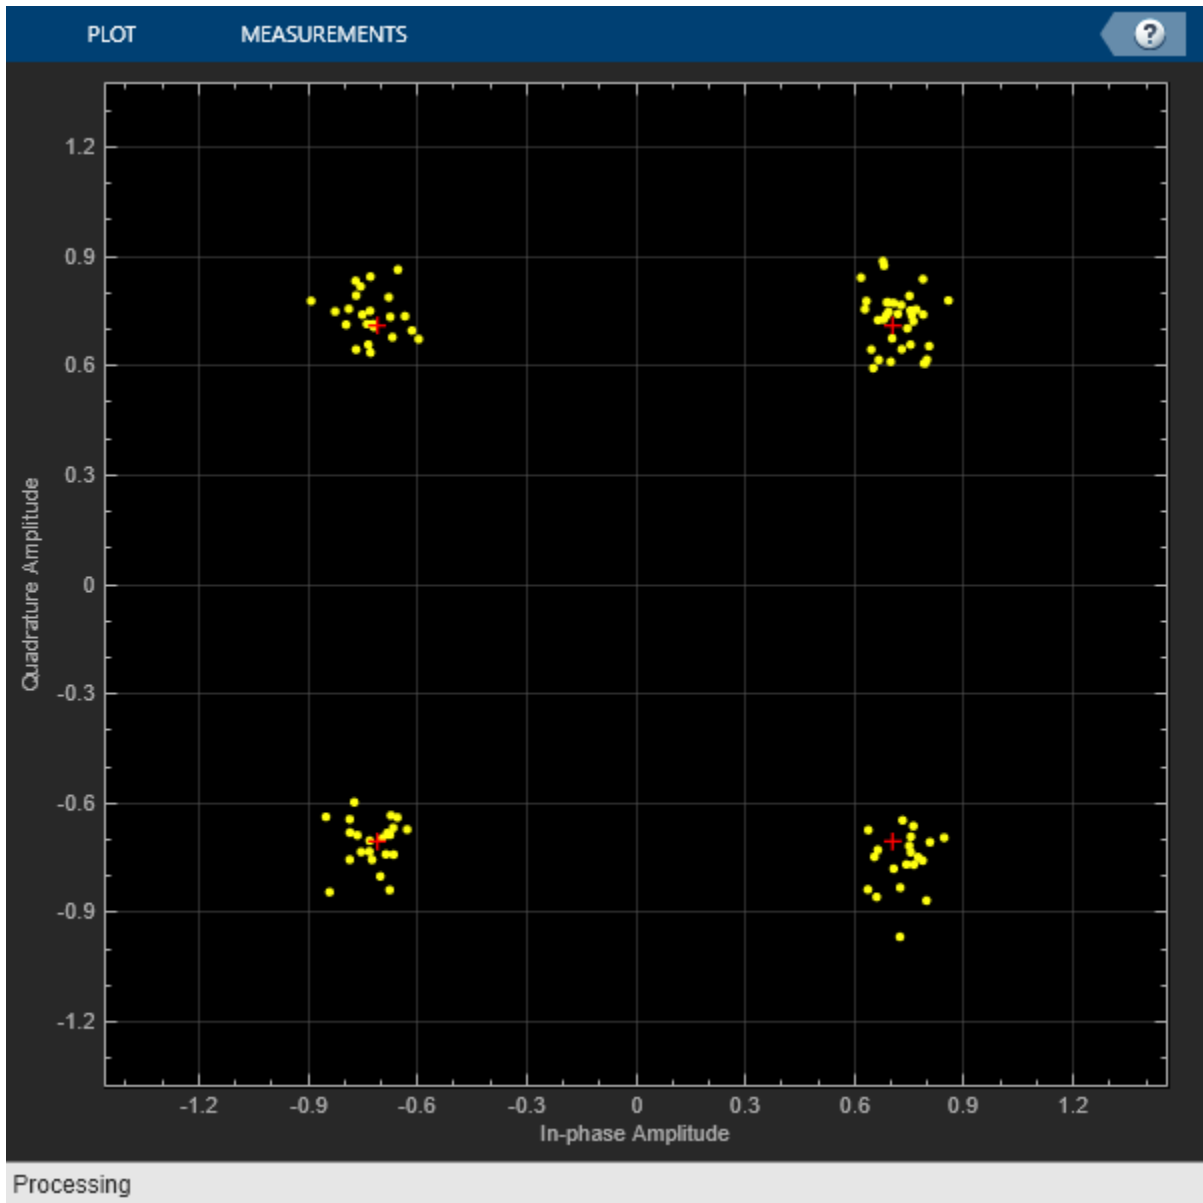 PLOT MEASUREMENTS ?
1.2
0.9
0.6
0.3
0
-0.3
-0.6
-0.9
-1.2
Quadrature Amplitude
-1.2 -0.9 -0.6 -0.3 0 0.3 0.6 0.9 1.2
In-phase Amplitude
Processing